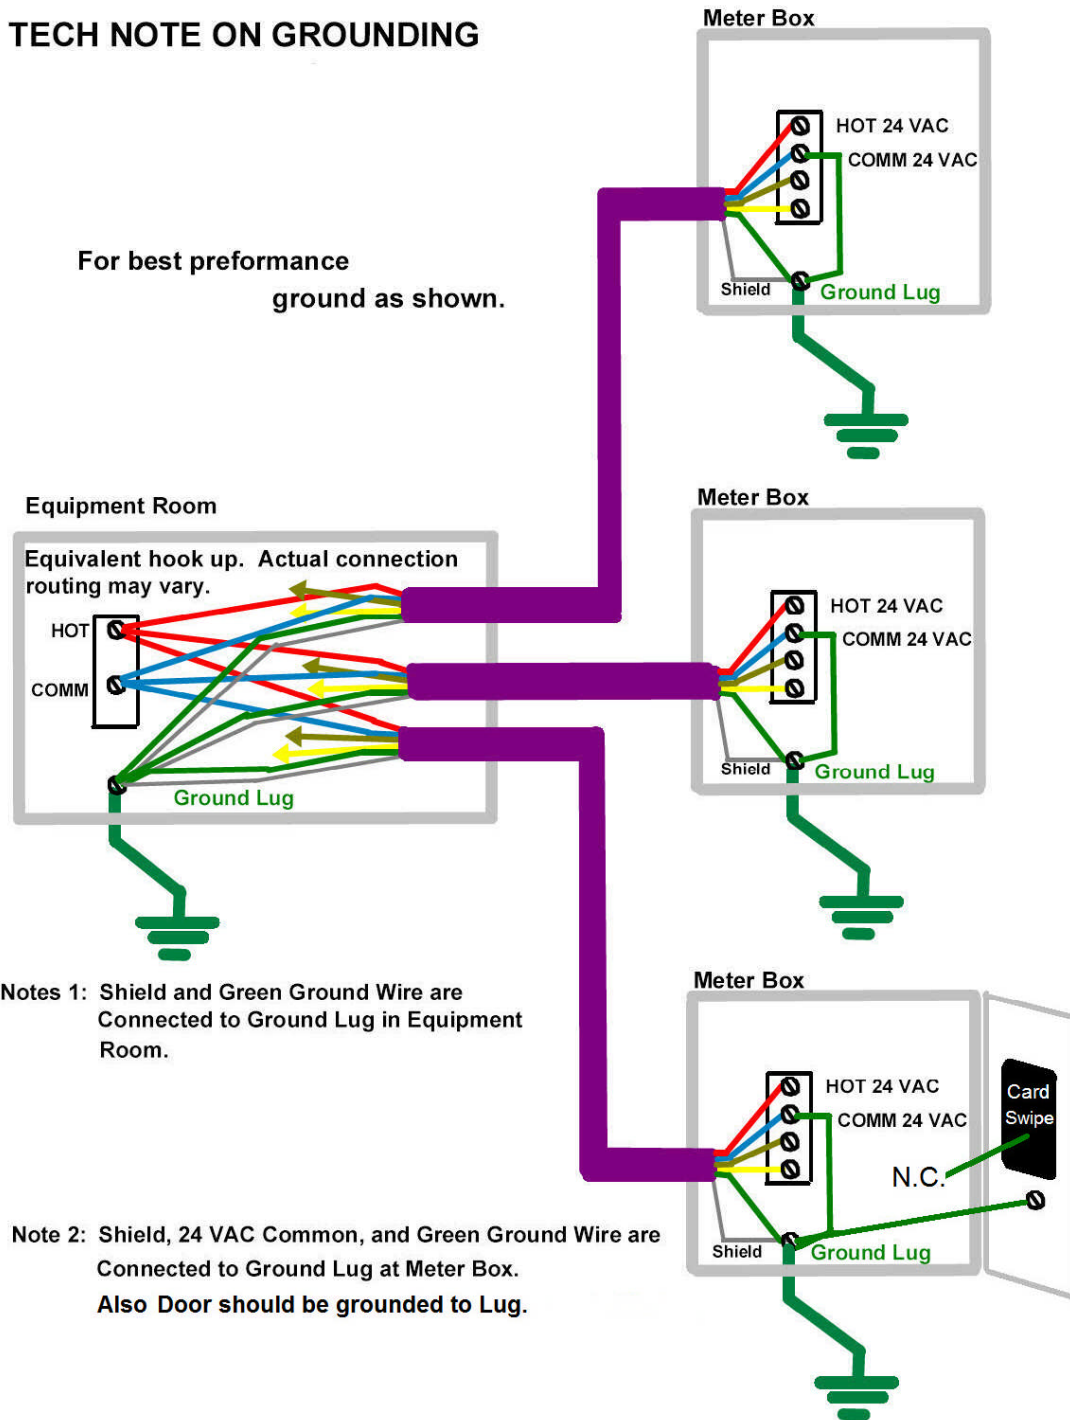 TECH NOTE ON GROUNDING
For best preformance
ground as shown.
Meter Box
HOT 24 VAC
COMM 24 VAC
Shield
Ground Lug
Equipment Room
Equivalent hook up. Actual connection
routing may vary.
HOT
COMM
Ground Lug
Meter Box
HOT 24 VAC
COMM 24 VAC
Shield
Ground Lug
Notes 1: Shield and Green Ground Wire are
Connected to Ground Lug in Equipment
Room.
Meter Box
HOT 24 VAC
COMM 24 VAC
Card
Swipe
N.C.
Shield
Ground Lug
Note 2: Shield, 24 VAC Common, and Green Ground Wire are
Connected to Ground Lug at Meter Box.
Also Door should be grounded to Lug.